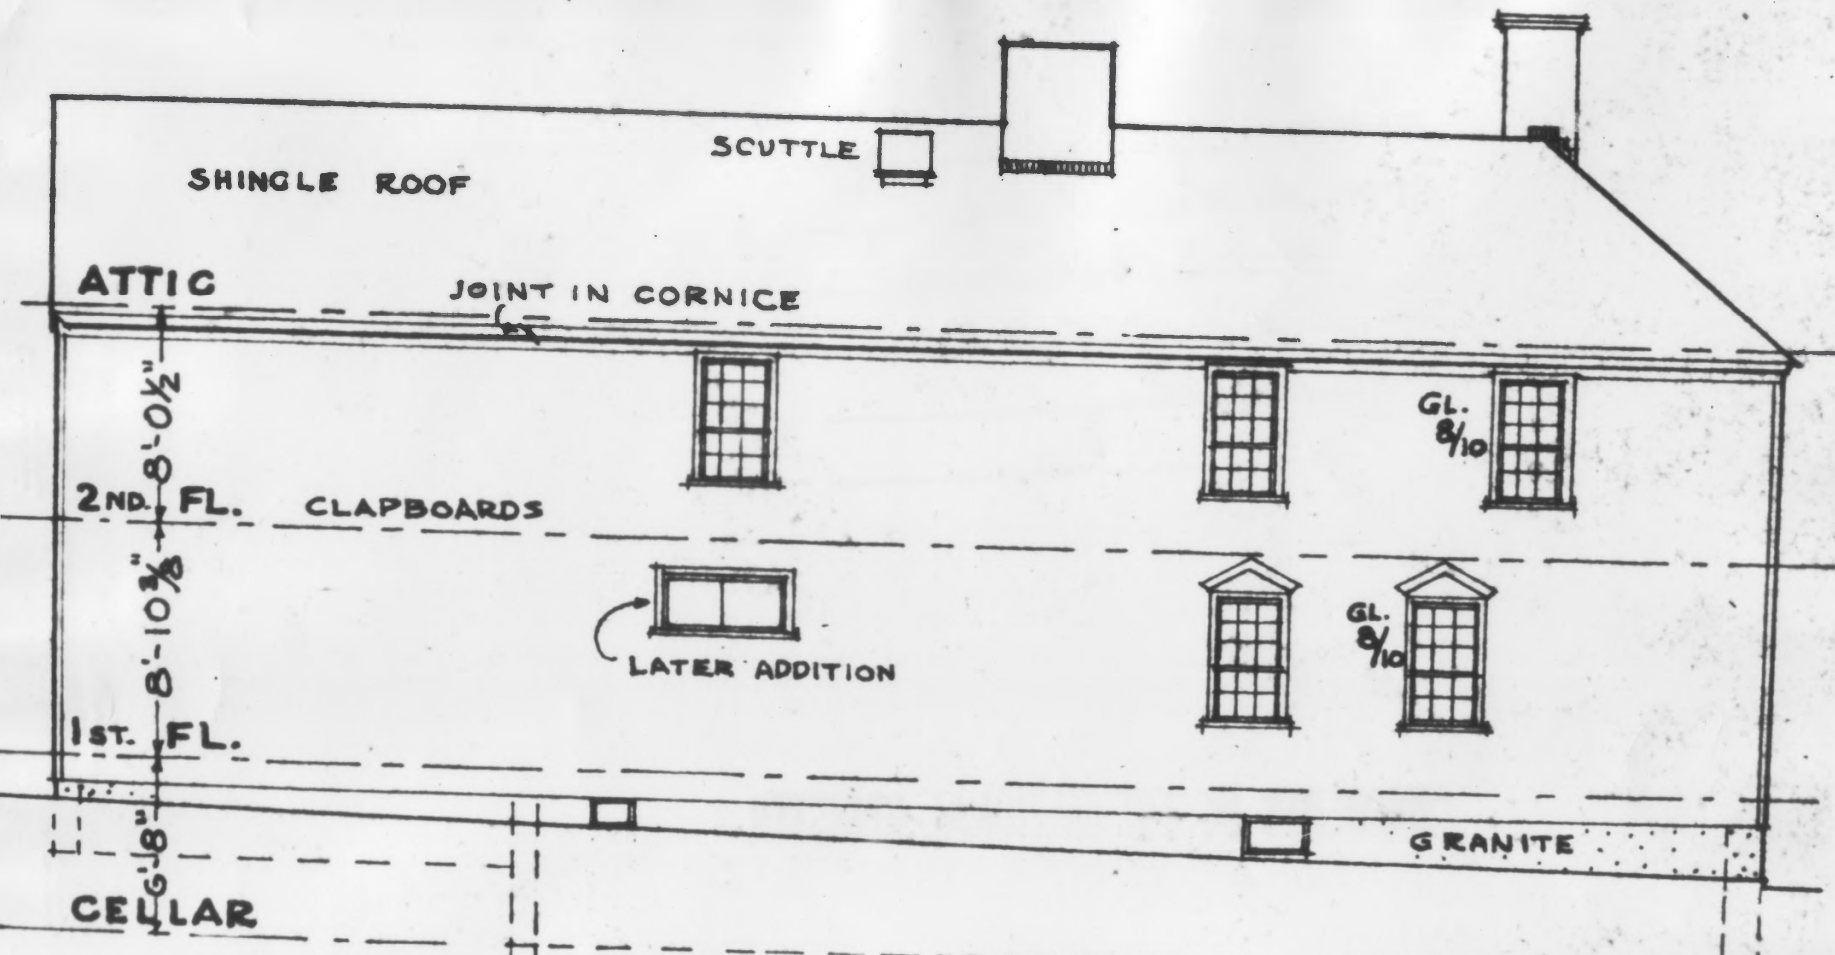 SCUTTLE
SHINGLE ROOF
ATTIC
JOINT IN CORNICE
8'-0½"
GL.
8/10
2ND. FL.
CLAPBOARDS
8'-10⅜"
GL.
8/10
LATER ADDITION
1ST. FL.
6'-8"
GRANITE
CELLAR